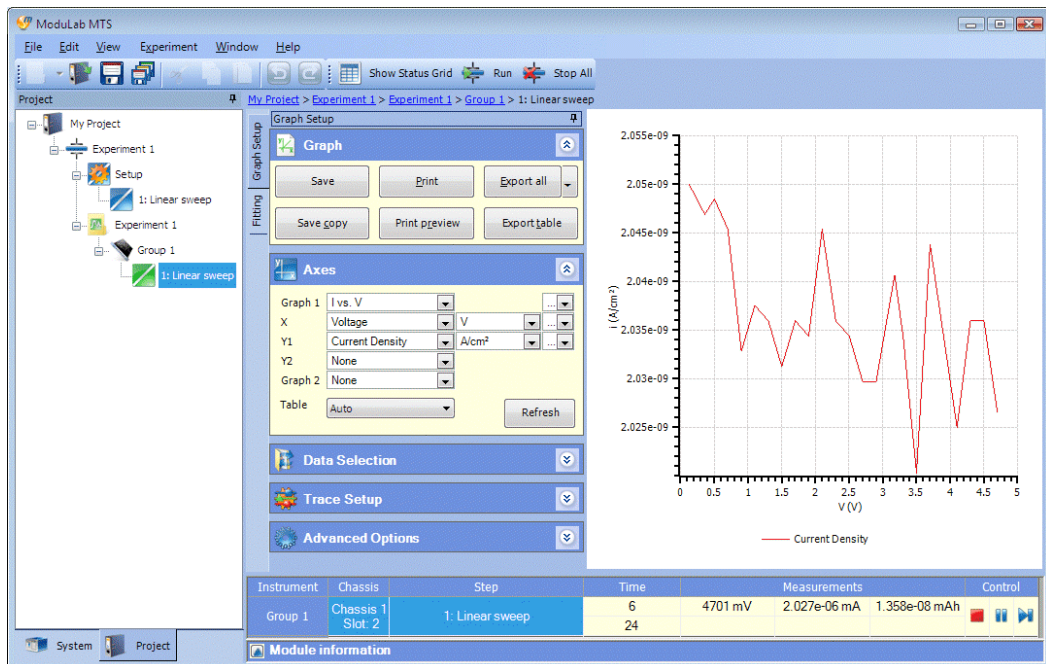 ModuLab MTS
File Edit View Experiment Window Help
Show Status Grid Run Stop All
Project
My Project > Experiment 1 > Experiment 1 > Group 1 > 1: Linear sweep
My Project
Experiment 1
Setup
1: Linear sweep
Experiment 1
Group 1
1: Linear sweep
Graph Setup
Fitting
Graph Setup
Graph
Save Print Export all
Save copy Print preview Export table
Axes
Graph 1 I vs. V ...
X Voltage V ...
Y1 Current Density A/cm² ...
Y2 None
Graph 2 None
Table Auto Refresh
Data Selection
Trace Setup
Advanced Options
2.055e-09
2.05e-09
2.045e-09
2.04e-09
2.035e-09
2.03e-09
2.025e-09
i (A/cm²)
0 0.5 1 1.5 2 2.5 3 3.5 4 4.5 5
V (V)
Current Density
Instrument Chassis Step Time Measurements Control
Group 1 Chassis 1 Slot: 2 1: Linear sweep 6 4701 mV 2.027e-06 mA 1.358e-08 mAh
24
System Project
Module information